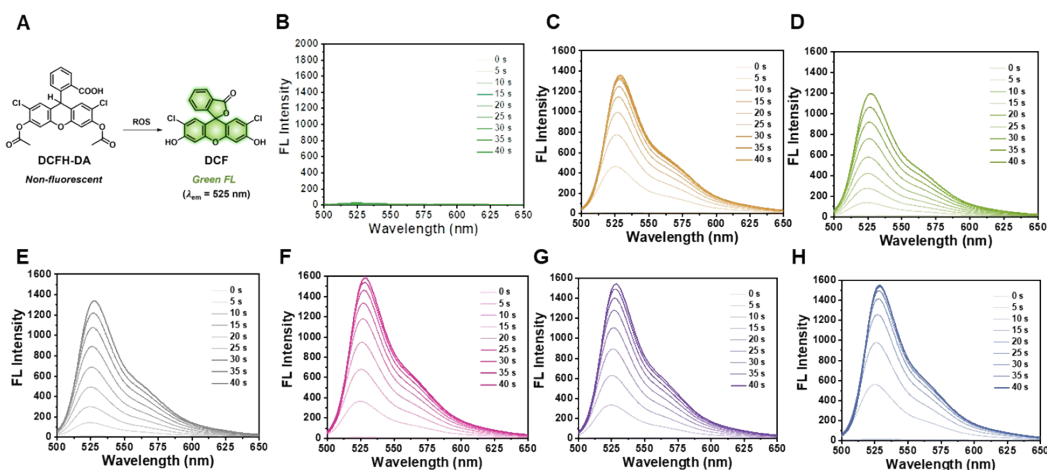 A
Cl
H
COOH
Cl
O
O
O
O
O
DCFH-DA
Non-fluorescent
ROS
O
O
Cl
Cl
HO
O
OH
DCF
Green FL
(λem = 525 nm)
B
FL Intensity
2000
1800
1600
1400
1200
1000
800
600
400
200
0
500 525 550 575 600 625 650
Wavelength (nm)
0 s
5 s
10 s
15 s
20 s
25 s
30 s
35 s
40 s
C
FL Intensity
1600
1400
1200
1000
800
600
400
200
0
500 525 550 575 600 625 650
Wavelength (nm)
0 s
5 s
10 s
15 s
20 s
25 s
30 s
35 s
40 s
D
FL Intensity
1600
1400
1200
1000
800
600
400
200
0
500 525 550 575 600 625 650
Wavelength (nm)
0 s
5 s
10 s
15 s
20 s
25 s
30 s
35 s
40 s
E
FL Intensity
1600
1400
1200
1000
800
600
400
200
0
500 525 550 575 600 625 650
Wavelength (nm)
0 s
5 s
10 s
15 s
20 s
25 s
30 s
35 s
40 s
F
FL Intensity
1600
1400
1200
1000
800
600
400
200
0
500 525 550 575 600 625 650
Wavelength (nm)
0 s
5 s
10 s
15 s
20 s
25 s
30 s
35 s
40 s
G
FL Intensity
1600
1400
1200
1000
800
600
400
200
0
500 525 550 575 600 625 650
Wavelength (nm)
0 s
5 s
10 s
15 s
20 s
25 s
30 s
35 s
40 s
H
FL Intensity
1600
1400
1200
1000
800
600
400
200
0
500 525 550 575 600 625 650
Wavelength (nm)
0 s
5 s
10 s
15 s
20 s
25 s
30 s
35 s
40 s